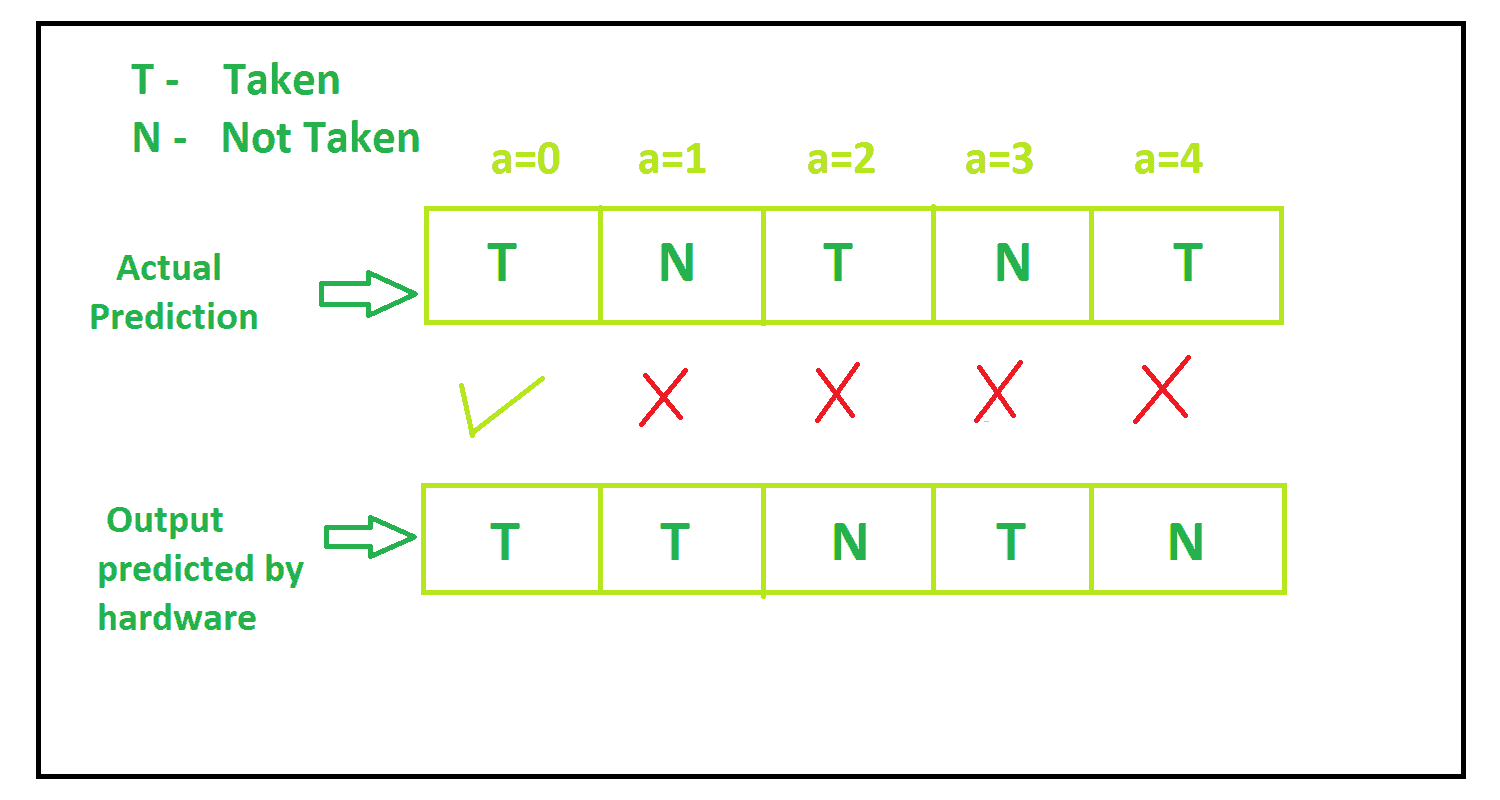 T - Taken
N - Not Taken
a=0 a=1 a=2 a=3 a=4
Actual
Prediction
T N T N T
Output
predicted by
hardware
T T N T N